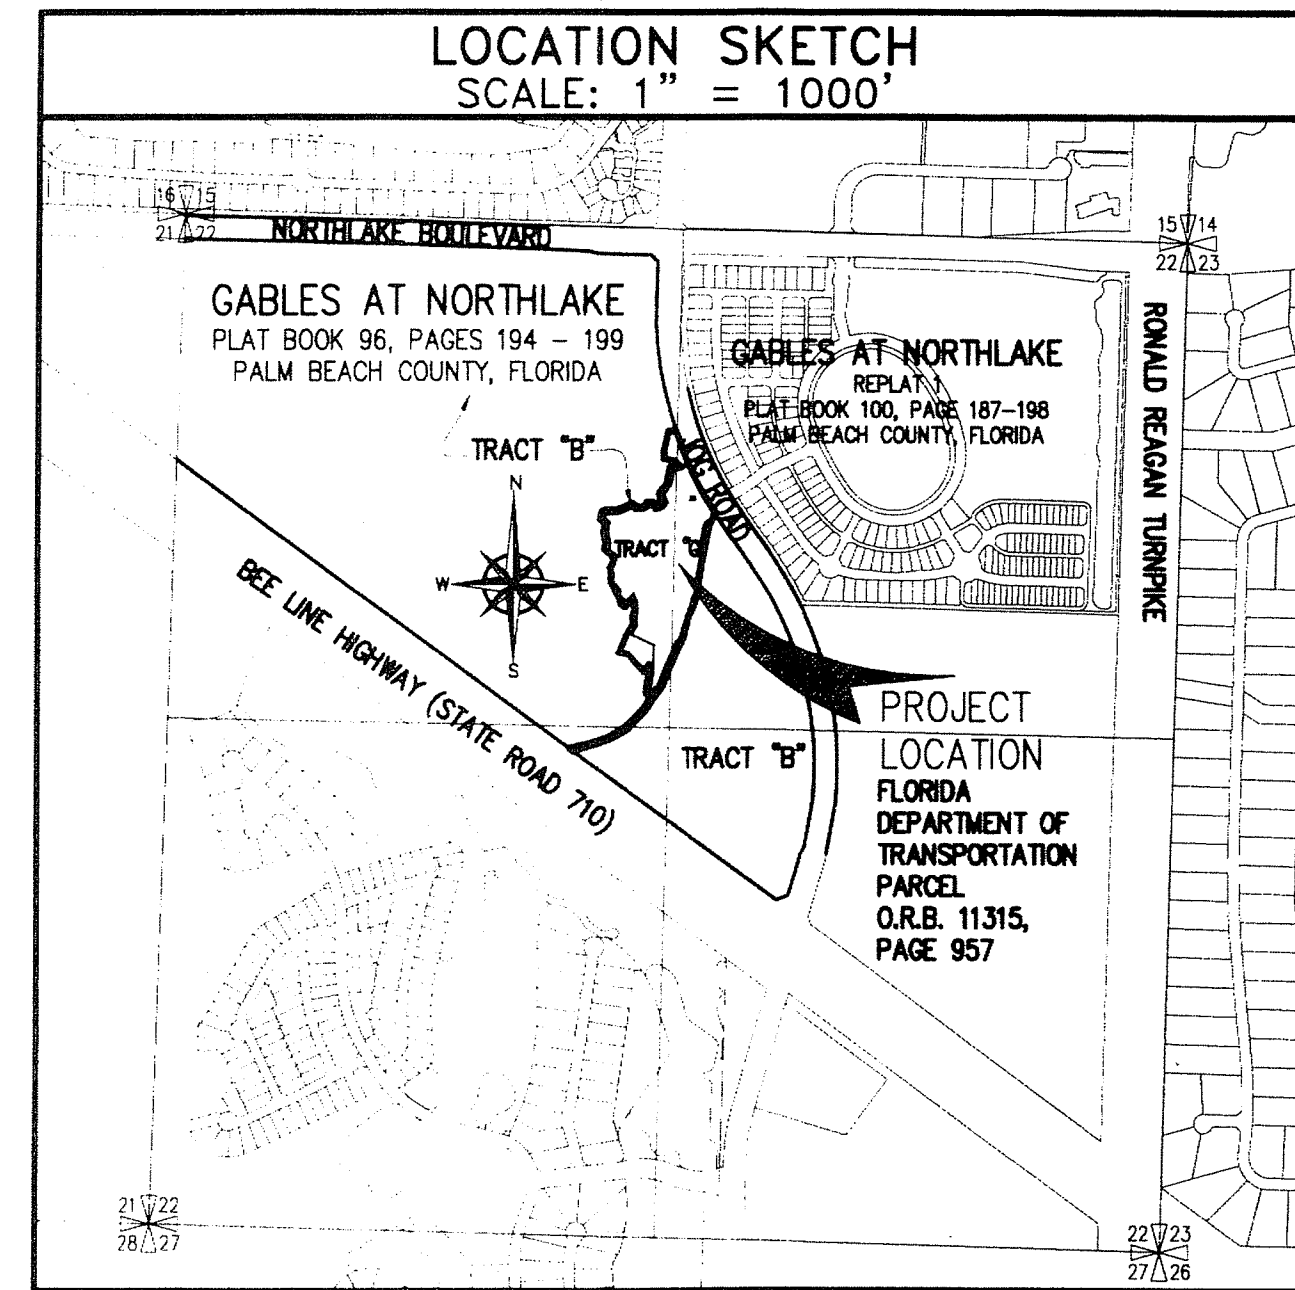 LOCATION SKETCH
SCALE: 1" = 1000'
16 15
21 22
NORTHLAKE BOULEVARD
15 14
22 23
GABLES AT NORTHLAKE
PLAT BOOK 96, PAGES 194 - 199
PALM BEACH COUNTY, FLORIDA
GABLES AT NORTHLAKE
REPLAT 1
PLAT BOOK 100, PAGE 187-198
PALM BEACH COUNTY, FLORIDA
RONALD REAGAN TURNPIKE
TRACT "B"
JOG ROAD
N
W E
S
TRACT "G"
BEE LINE HIGHWAY (STATE ROAD 710)
TRACT "B"
PROJECT
LOCATION
FLORIDA
DEPARTMENT OF
TRANSPORTATION
PARCEL
O.R.B. 11315,
PAGE 957
21 22
28 27
22 23
27 26